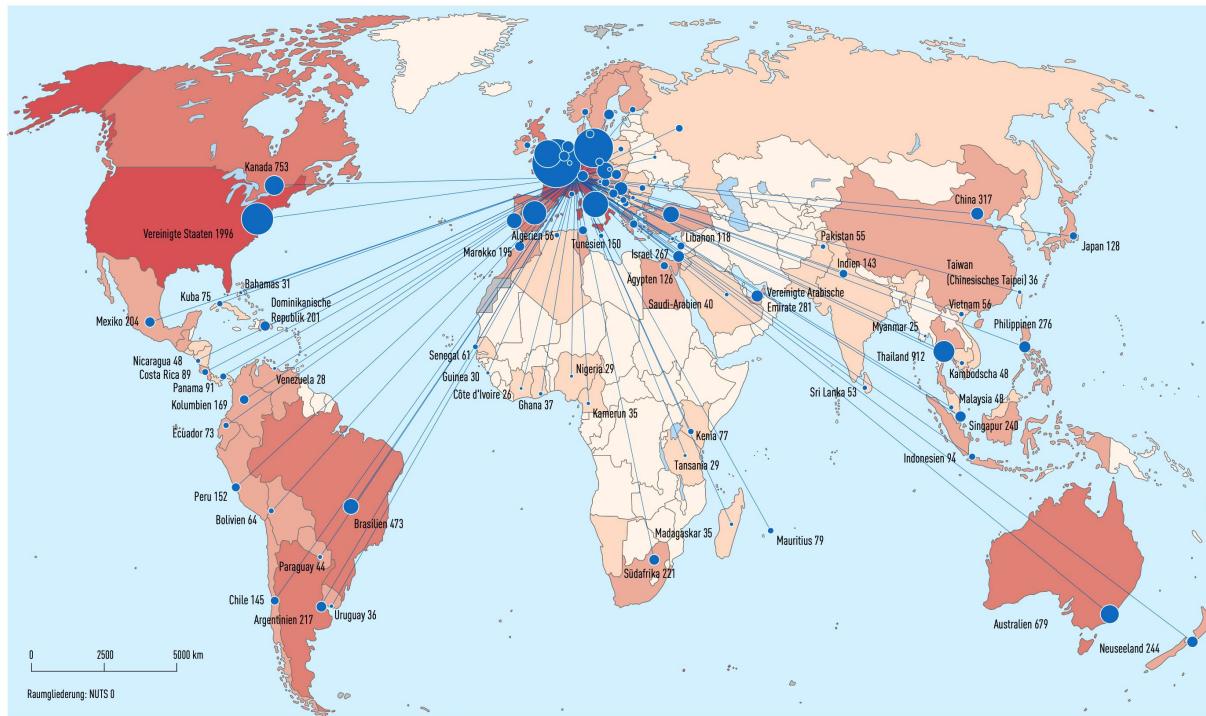 Kanada 753
Vereinigte Staaten 1996
China 317
Japan 128
Algerien 56
Tunesien 150
Libanon 118
Pakistan 55
Marokko 195
Israel 267
Indien 143
Taiwan
(Chinesisches Taipei) 36
Ägypten 126
Bahamas 31
Kuba 75
Dominikanische
Republik 201
Saudi-Arabien 40
Vereinigte Arabische
Emirate 281
Vietnam 56
Mexiko 204
Philippinen 276
Myanmar 25
Nicaragua 48
Costa Rica 89
Panama 91
Venezuela 28
Senegal 61
Guinea 30
Nigeria 29
Thailand 912
Kambodscha 48
Kolumbien 169
Côte d'Ivoire 26
Ghana 37
Kamerun 35
Sri Lanka 53
Malaysia 48
Singapur 240
Ecuador 73
Kenia 77
Tansania 29
Indonesien 94
Peru 152
Bolivien 64
Brasilien 473
Madagaskar 35
Mauritius 79
Paraguay 44
Südafrika 221
Chile 145
Argentinien 217
Uruguay 36
Australien 679
Neuseeland 244
0 2500 5000 km
Raumgliederung: NUTS 0